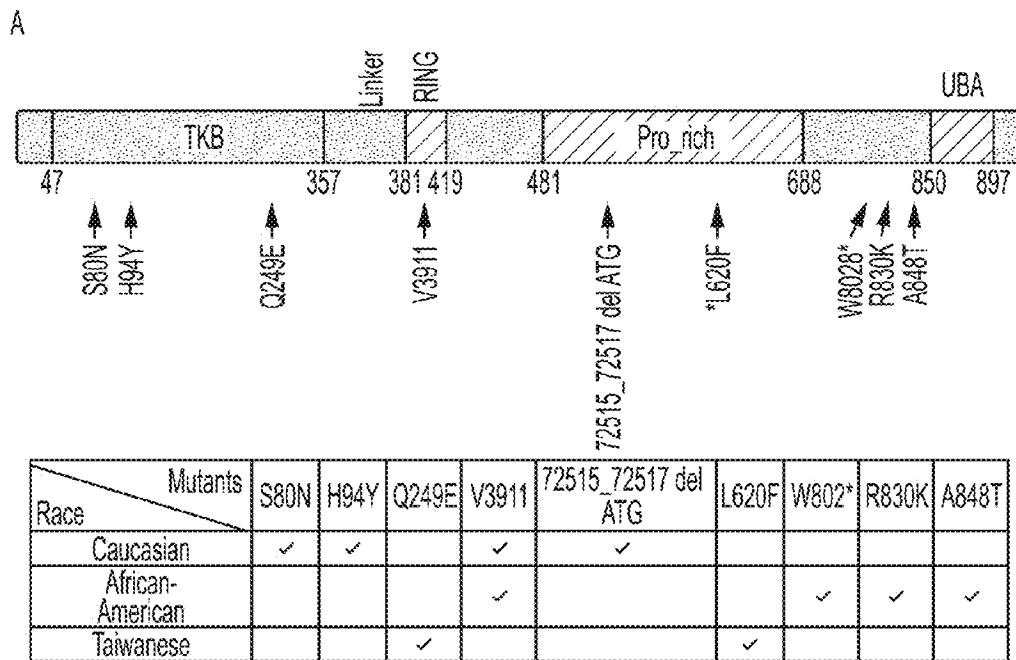 A
Linker
RING
UBA
TKB
Pro_rich
47 357 381 419 481 688 850 897
S80N
H94Y
Q249E
V3911
72515_72517 del ATG
*L620F
W8028*
R830K
A848T
Mutants
Race
S80N H94Y Q249E V3911 72515_72517 del ATG L620F W802* R830K A848T
Caucasian ✓ ✓ ✓ ✓
African-
American ✓ ✓ ✓ ✓
Taiwanese ✓ ✓